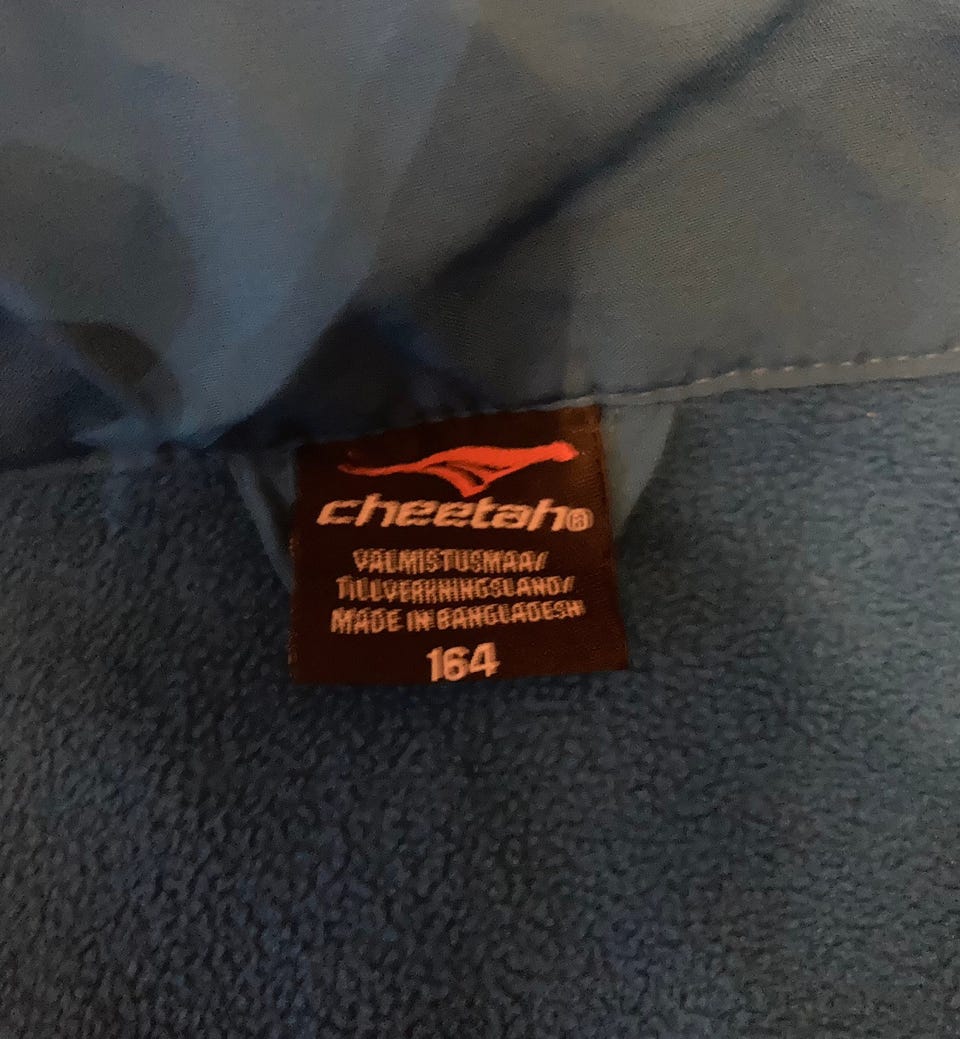 cheetah®
VALMISTUSMAA/
TILLVERKNINGSLAND/
MADE IN BANGLADESH
164